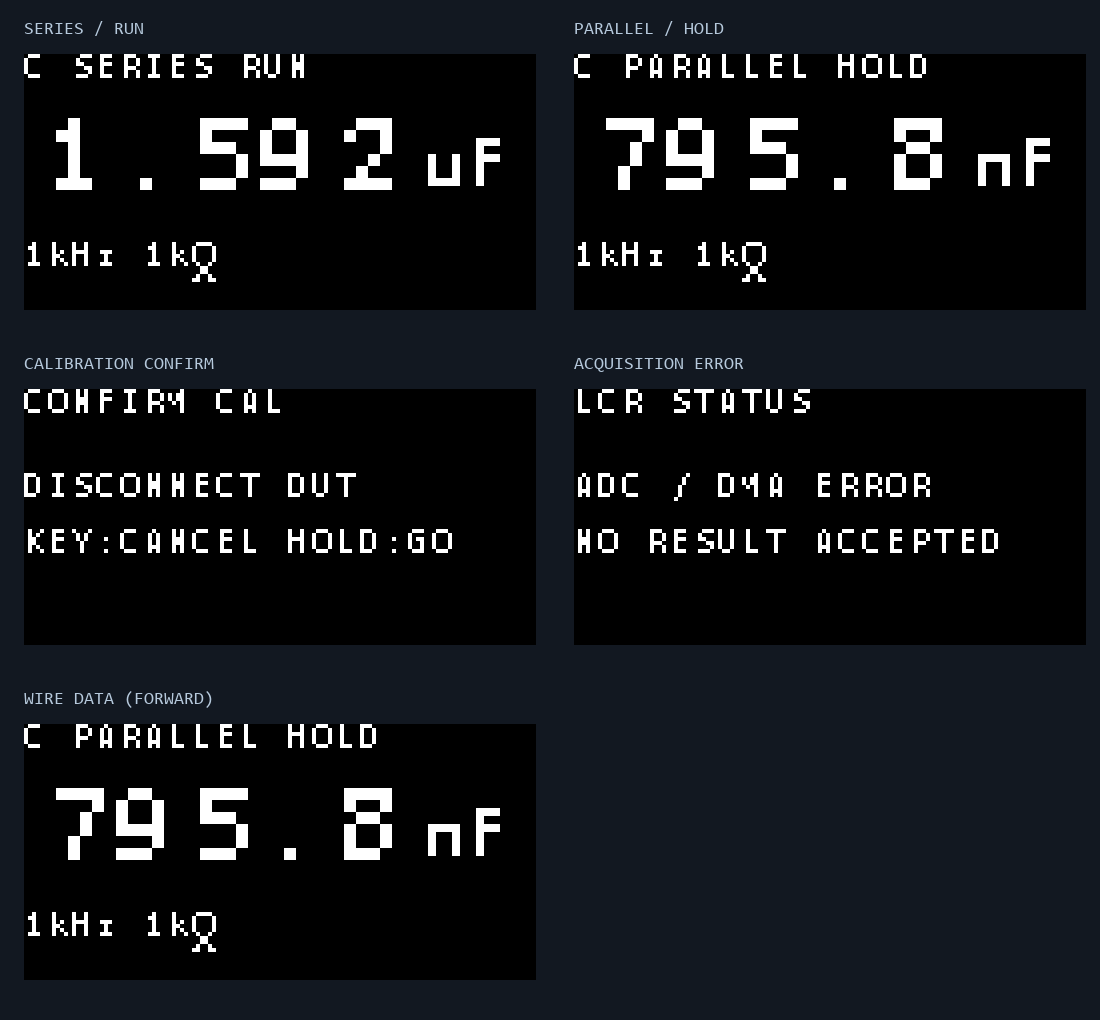 SERIES / RUN
C SERIES RUN
1.592 uF
1kHz 1kΩ
PARALLEL / HOLD
C PARALLEL HOLD
795.8 nF
1kHz 1kΩ
CALIBRATION CONFIRM
CONFIRM CAL
DISCONNECT DUT
KEY:CANCEL HOLD:GO
ACQUISITION ERROR
LCR STATUS
ADC / DMA ERROR
NO RESULT ACCEPTED
WIRE DATA (FORWARD)
C PARALLEL HOLD
795.8 nF
1kHz 1kΩ